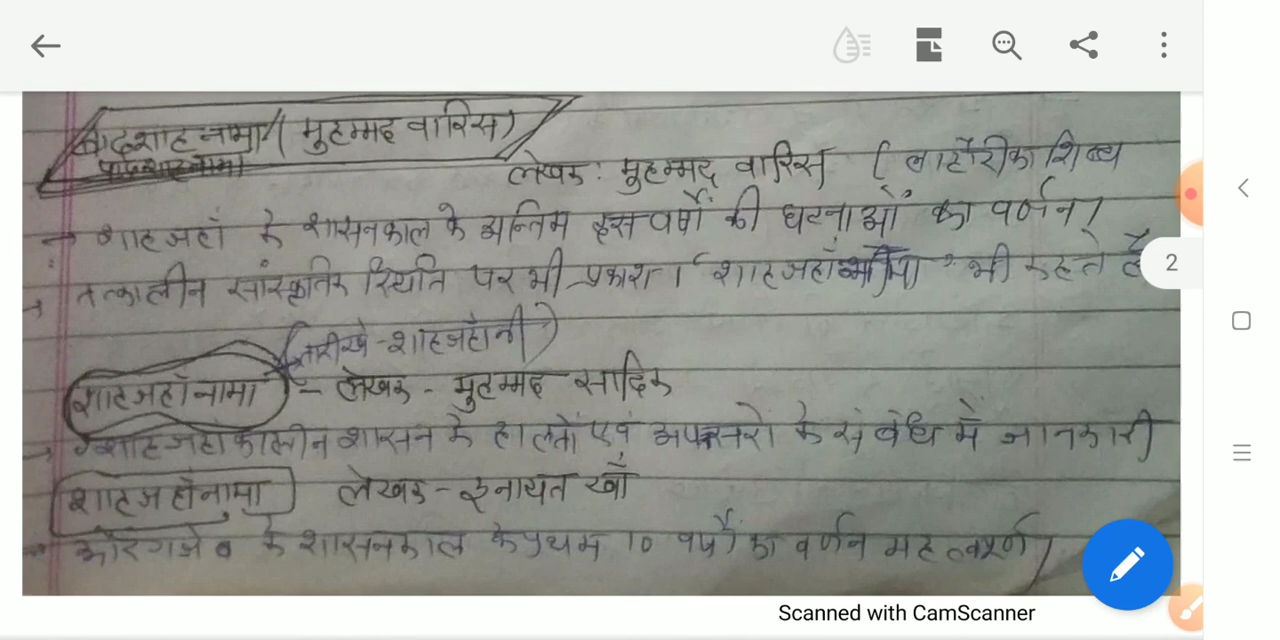 बादशाहनामा (मुहम्मद वारिस)
लेखक: मुहम्मद वारिस (लाहौरी का शिष्य
→ शाहजहाँ के शासनकाल के अन्तिम दस वर्षों की घटनाओं का वर्णन।
→ तत्कालीन सांस्कृतिक स्थिति पर भी प्रकाश। "शाहजहाँनामा" भी कहते हैं
(तारीखे-शाहजहाँनी)
शाहजहाँनामा - लेखक - मुहम्मद सादिक
→ शाहजहाकालीन शासन के हालतों एवं अफसरो के संबंध में जानकारी
शाहजहाँनामा लेखक - इनायत खाँ
→ औरंगजेब के शासनकाल के प्रथम 10 वर्षों का वर्णन महत्वपूर्ण।
2
Scanned with CamScanner